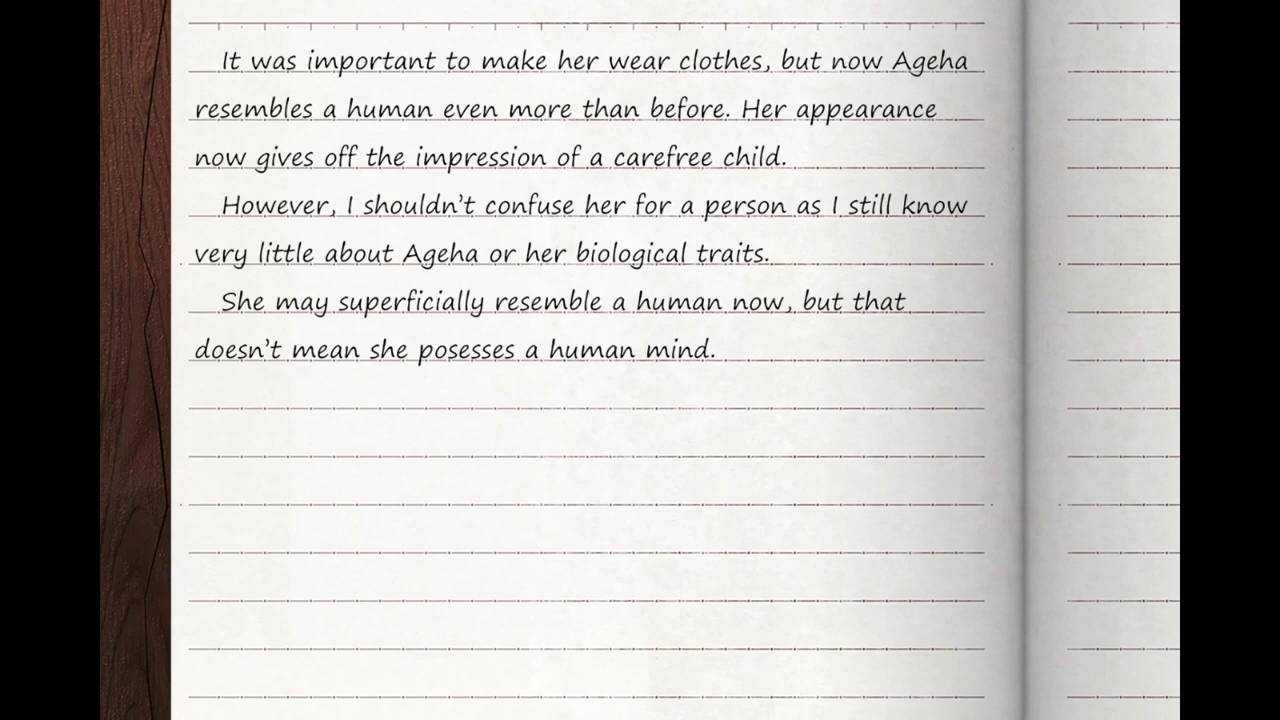 It was important to make her wear clothes, but now Ageha
resembles a human even more than before. Her appearance
now gives off the impression of a carefree child.
However, I shouldn't confuse her for a person as I still know
very little about Ageha or her biological traits.
She may superficially resemble a human now, but that
doesn't mean she posesses a human mind.